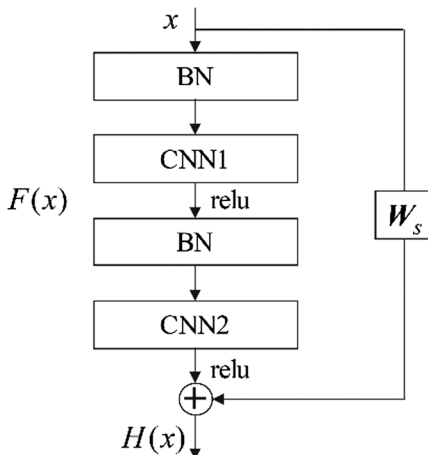 x
BN
CNN1
F(x)
relu
BN
W_s
CNN2
relu
+
H(x)